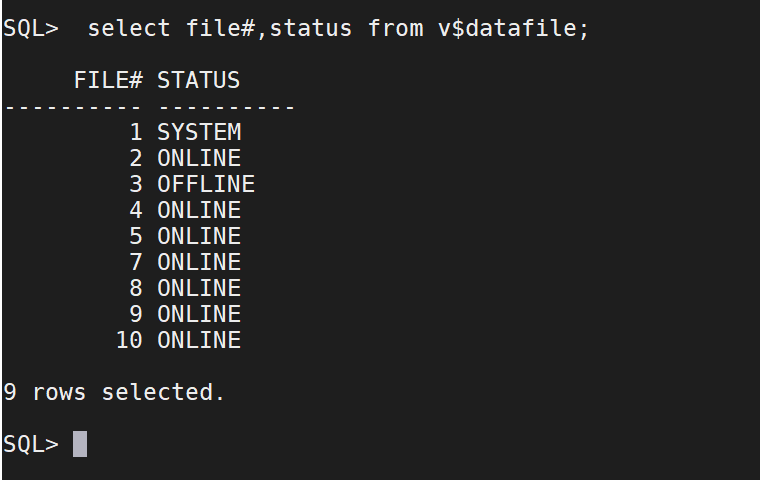 SQL>  select file#,status from v$datafile;
     FILE# STATUS
---------- ----------
         1 SYSTEM
         2 ONLINE
         3 OFFLINE
         4 ONLINE
         5 ONLINE
         7 ONLINE
         8 ONLINE
         9 ONLINE
        10 ONLINE
9 rows selected.
SQL>